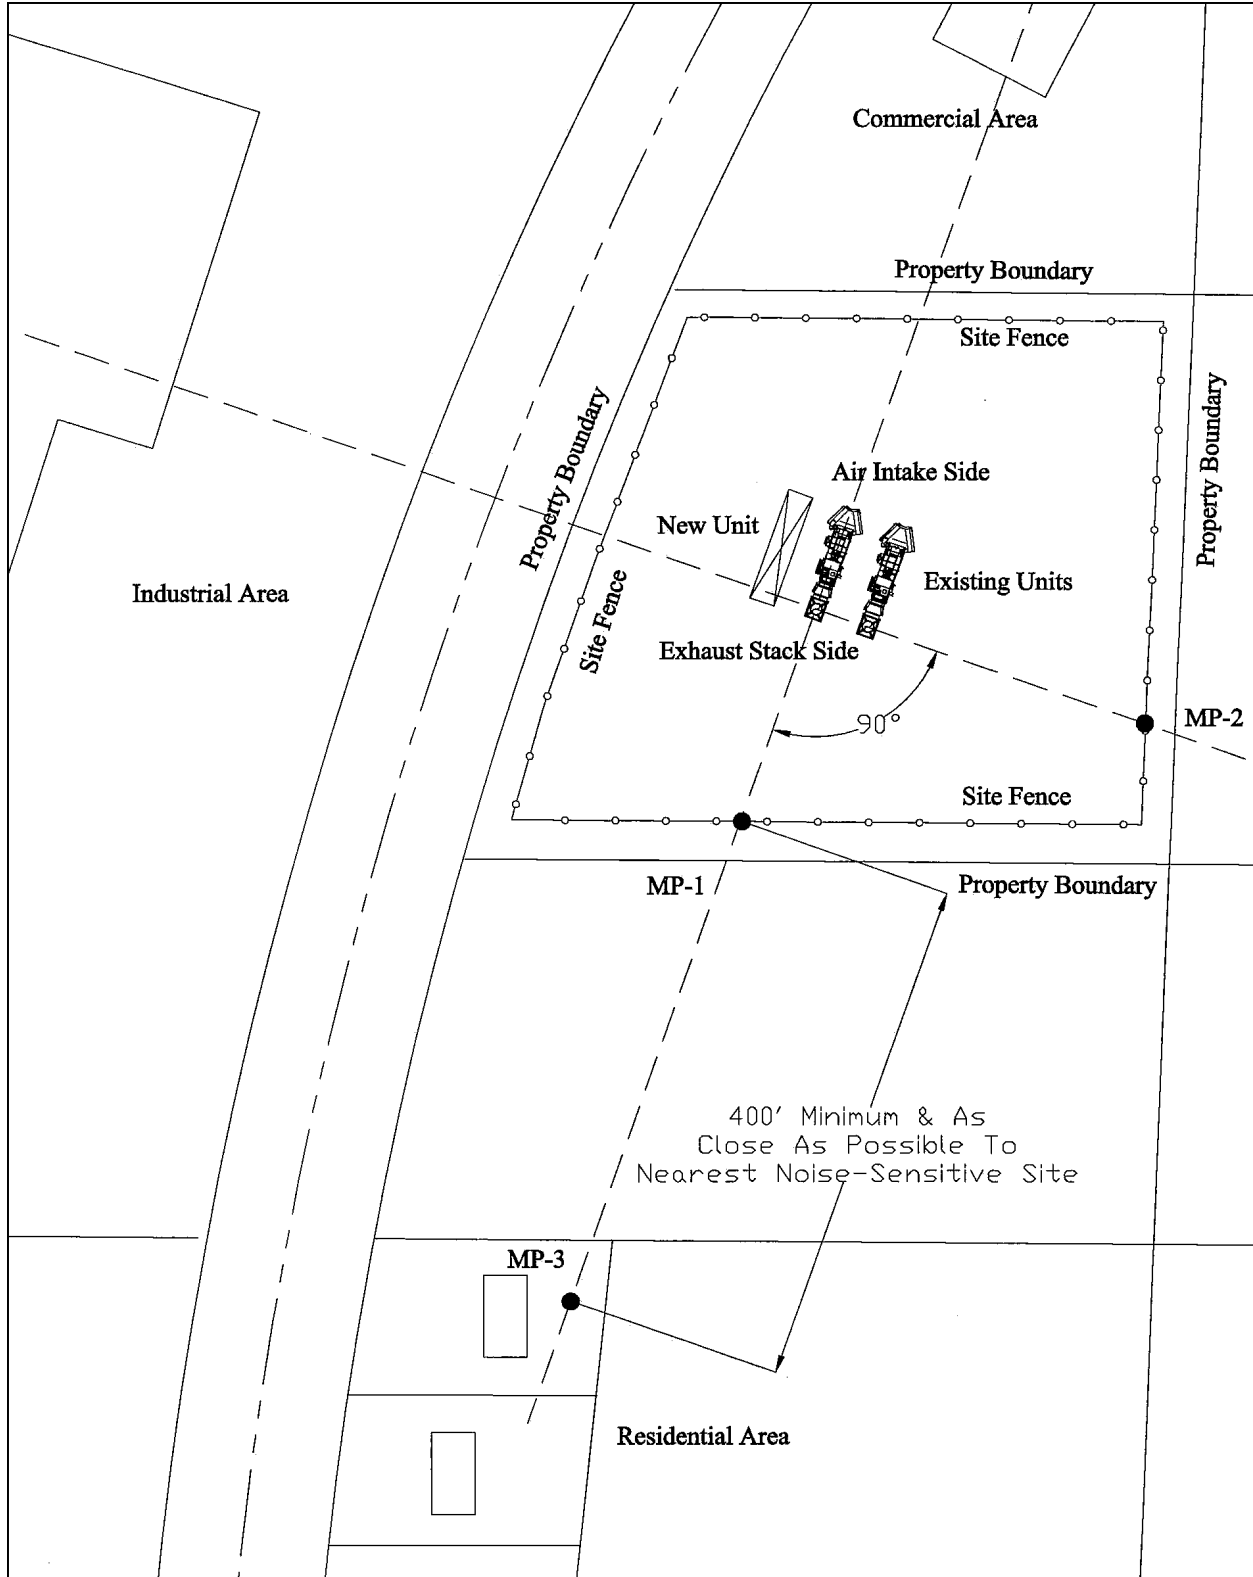 Commercial Area
Property Boundary
Site Fence
Property Boundary
Property Boundary
Air Intake Side
New Unit
Existing Units
Industrial Area
Site Fence
Exhaust Stack Side
90°
MP-2
Site Fence
MP-1
Property Boundary
400' Minimum & As
Close As Possible To
Nearest Noise-Sensitive Site
MP-3
Residential Area